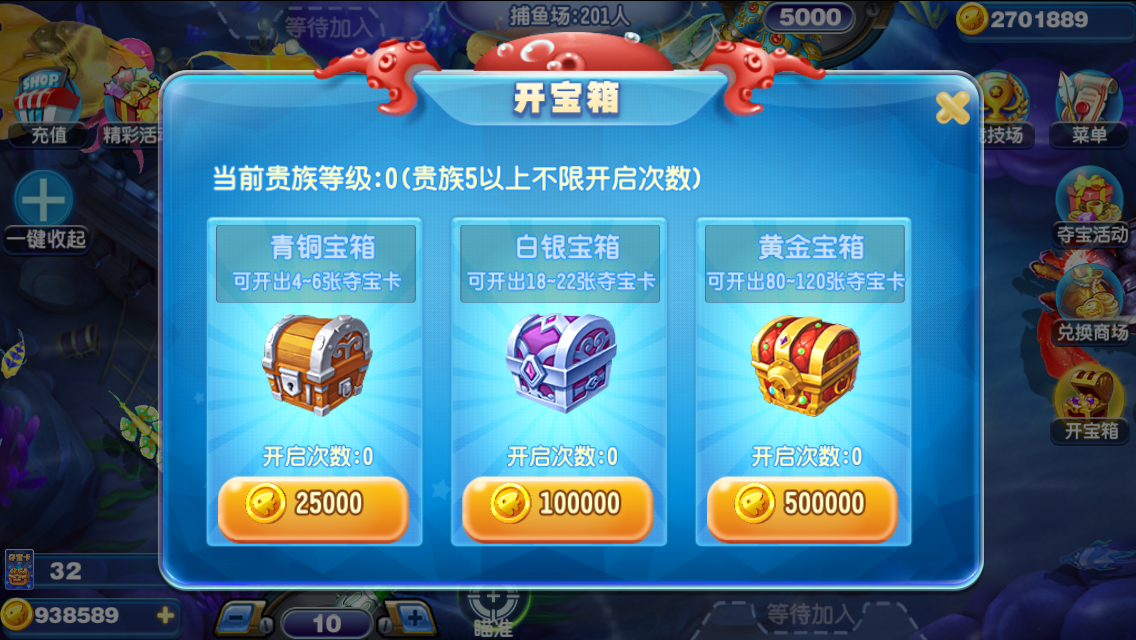 等待加入
捕鱼场:201人
5000
2701889
SHOP
充值
精彩活
技场
菜单
开宝箱
当前贵族等级:0(贵族5以上不限开启次数)
一键收起
夺宝活动
青铜宝箱
可开出4~6张夺宝卡
白银宝箱
可开出18~22张夺宝卡
黄金宝箱
可开出80~120张夺宝卡
兑换商场
开宝箱
开启次数:0
开启次数:0
开启次数:0
25000
100000
500000
夺宝卡
32
938589
10
瞄准
等待加入